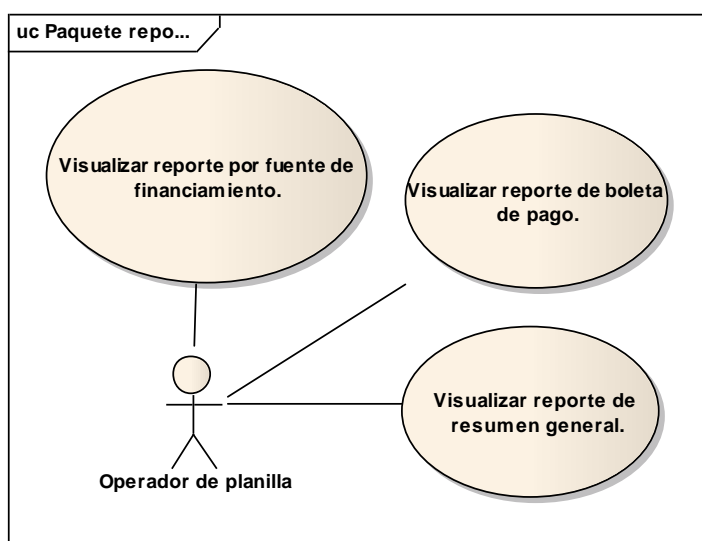 uc Paquete repo...
Visualizar reporte por fuente de
financiamiento.
Visualizar reporte de boleta
de pago.
Visualizar reporte de
resumen general.
Operador de planilla